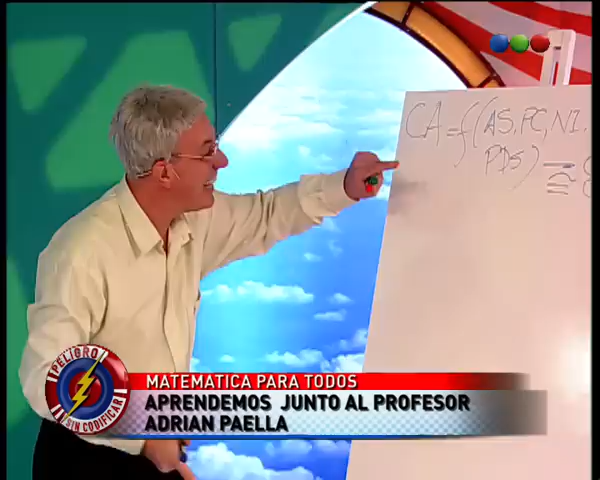 CA = f(AS, PC, NI.
PDS)
PELIGRO
SIN CODIFICAR
MATEMATICA PARA TODOS
APRENDEMOS JUNTO AL PROFESOR
ADRIAN PAELLA